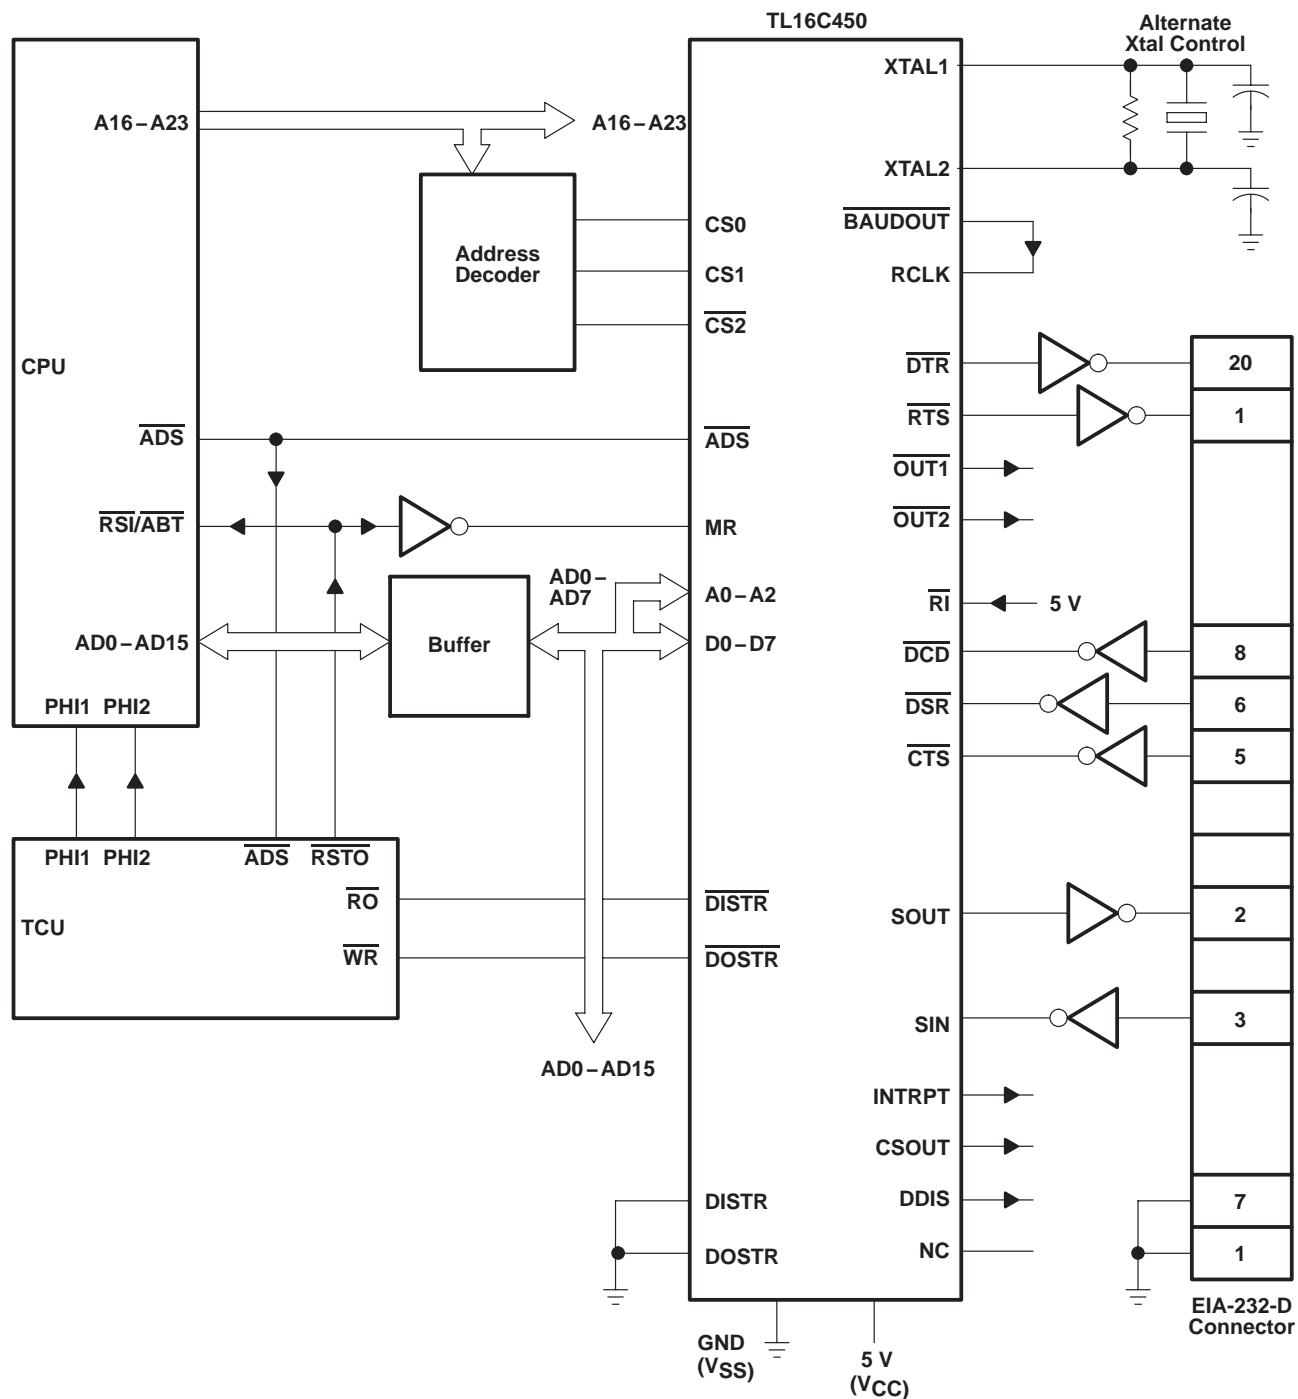 TL16C450
Alternate
Xtal Control
XTAL1
A16–A23
A16–A23
XTAL2
CS0
BAUDOUT
Address
Decoder
CS1
RCLK
CS2
CPU
DTR
20
RTS
1
ADS
ADS
OUT1
RSI/ABT
MR
OUT2
AD0–
AD7
A0–A2
RI
5 V
AD0–AD15
Buffer
D0–D7
DCD
8
PHI1
PHI2
DSR
6
CTS
5
PHI1
PHI2
ADS
RSTO
RO
DISTR
SOUT
2
TCU
WR
DOSTR
SIN
3
AD0–AD15
INTRPT
CSOUT
DISTR
DDIS
7
DOSTR
NC
1
EIA-232-D
Connector
GND
(VSS)
5 V
(VCC)